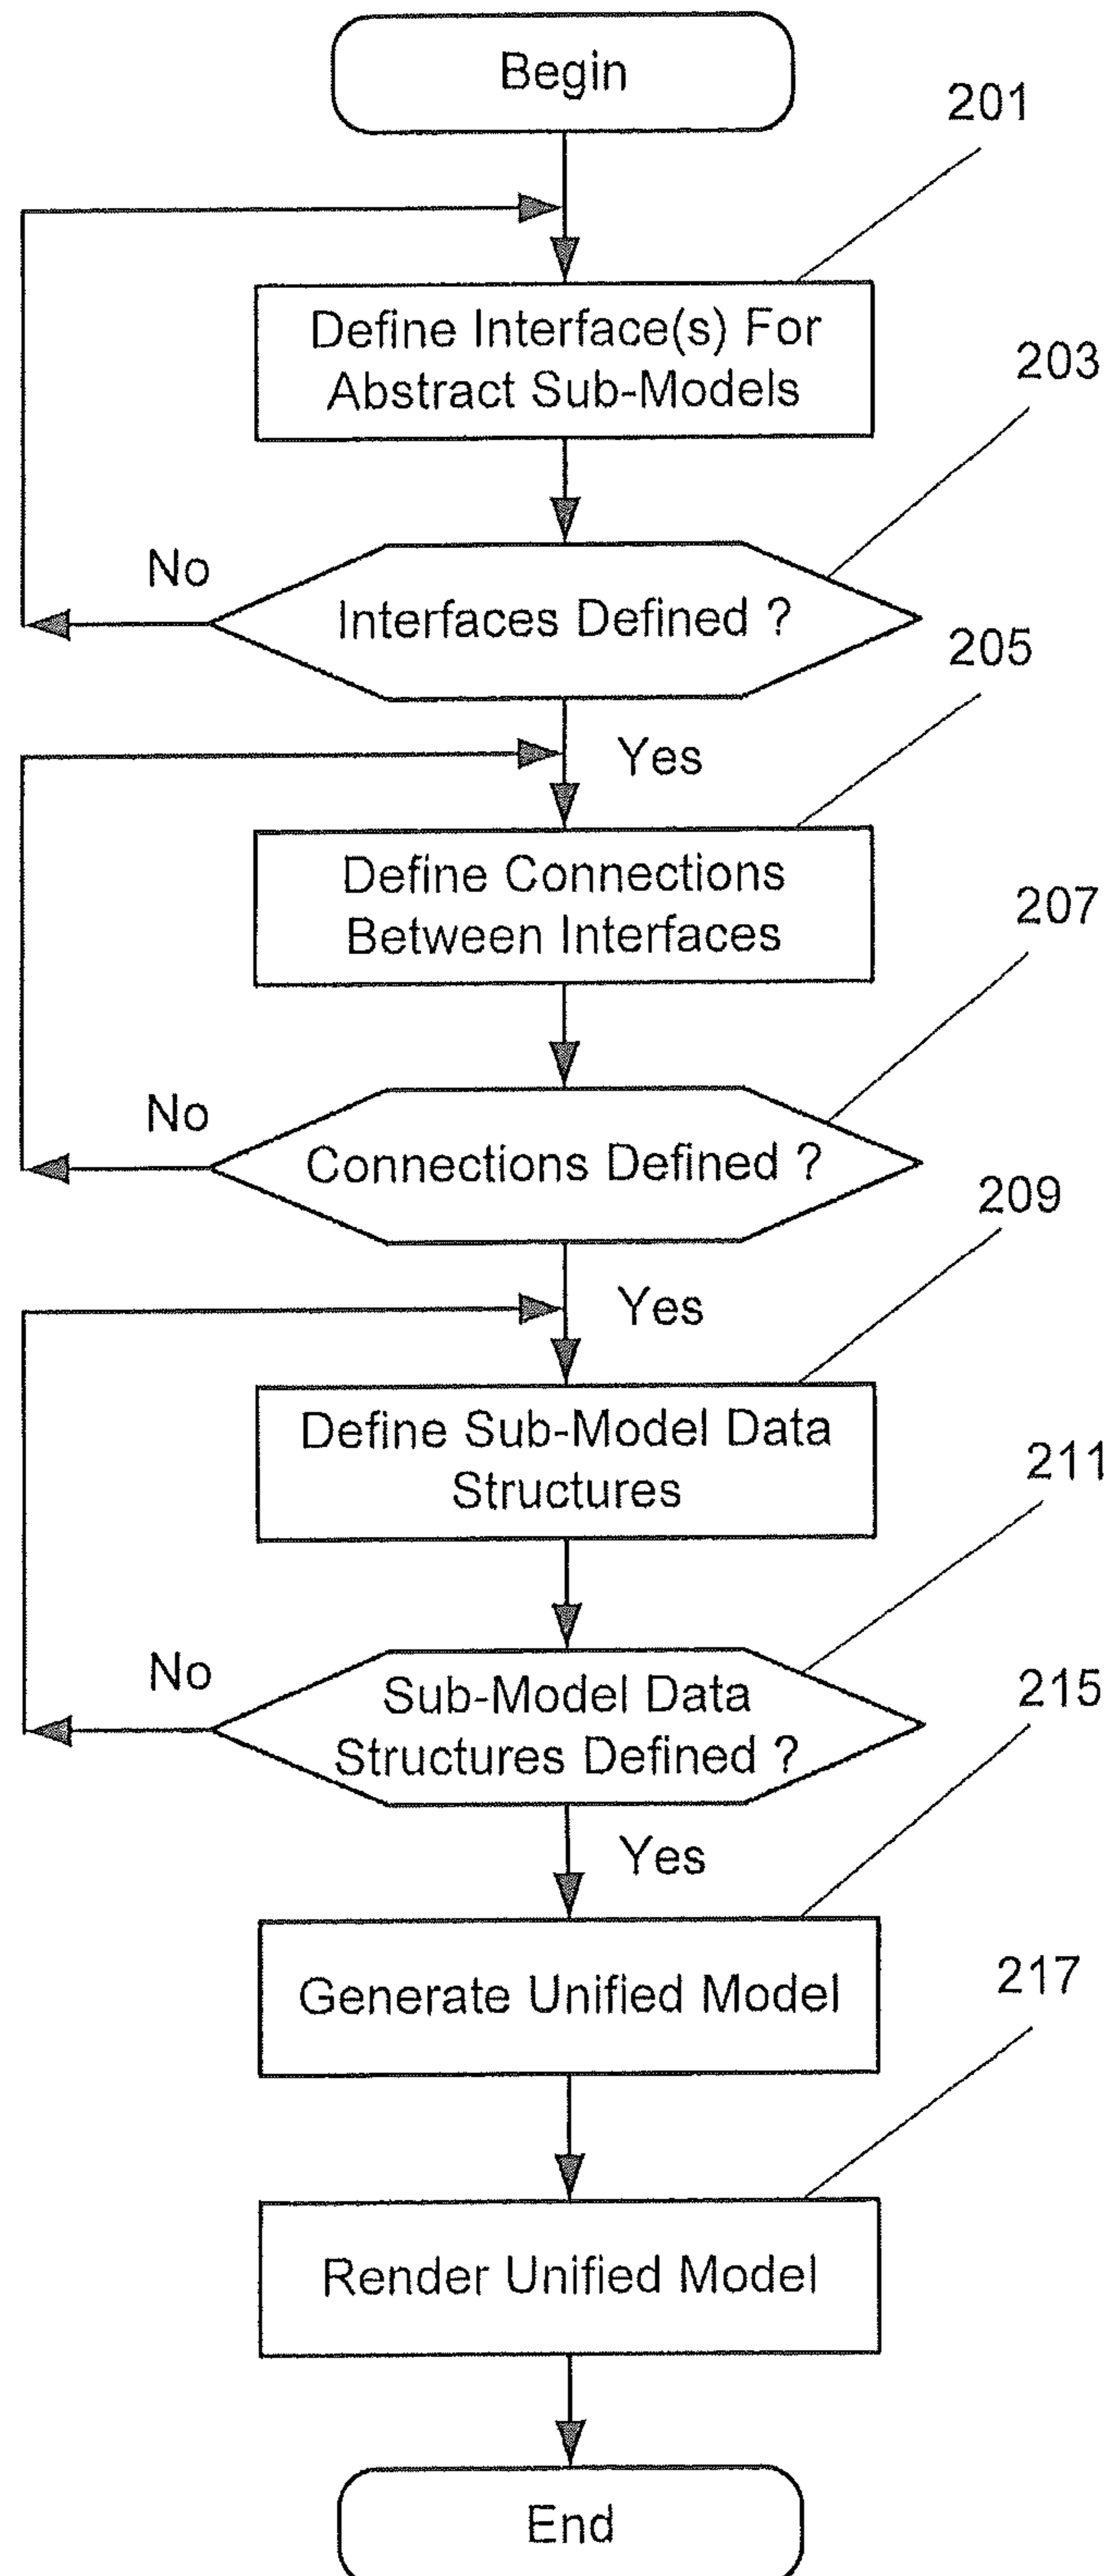 Begin
201
Define Interface(s) For
Abstract Sub-Models
203
No
Interfaces Defined ?
205
Yes
Define Connections
Between Interfaces
207
No
Connections Defined ?
209
Yes
Define Sub-Model Data
Structures
211
No
Sub-Model Data
Structures Defined ?
215
Yes
Generate Unified Model
217
Render Unified Model
End